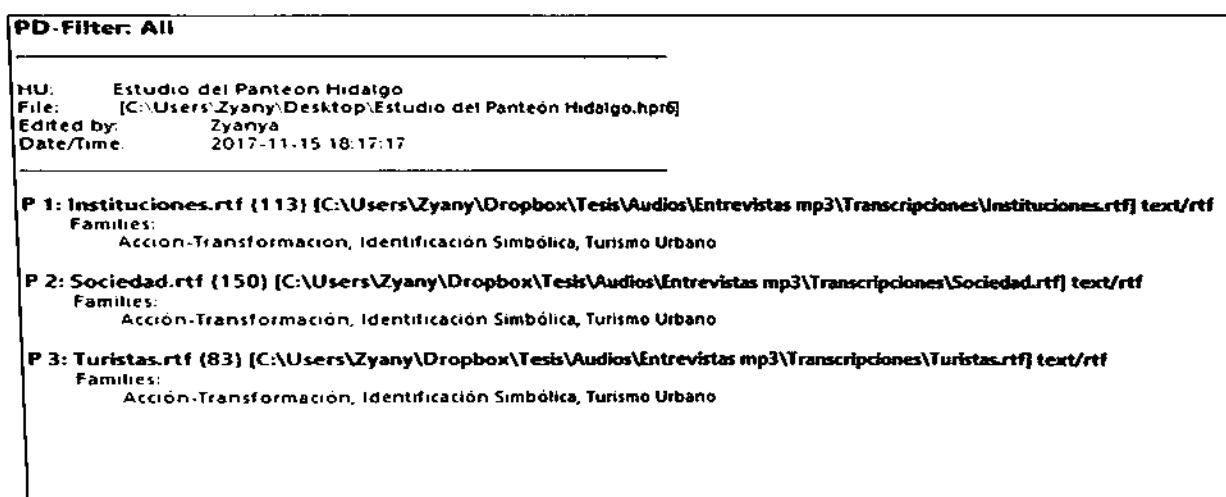 PD-Filter: All
HU: Estudio del Panteon Hidalgo
File: [C:\Users\Zyany\Desktop\Estudio del Panteón Hidalgo.hpr6]
Edited by: Zyanya
Date/Time: 2017-11-15 18:17:17
P 1: Instituciones.rtf {113} [C:\Users\Zyany\Dropbox\Tesis\Audios\Entrevistas mp3\Transcripciones\Instituciones.rtf] text/rtf
Families:
Acción-Transformación, Identificación Simbólica, Turismo Urbano
P 2: Sociedad.rtf {150} [C:\Users\Zyany\Dropbox\Tesis\Audios\Entrevistas mp3\Transcripciones\Sociedad.rtf] text/rtf
Families:
Acción-Transformación, Identificación Simbólica, Turismo Urbano
P 3: Turistas.rtf {83} [C:\Users\Zyany\Dropbox\Tesis\Audios\Entrevistas mp3\Transcripciones\Turistas.rtf] text/rtf
Families:
Acción-Transformación, Identificación Simbólica, Turismo Urbano